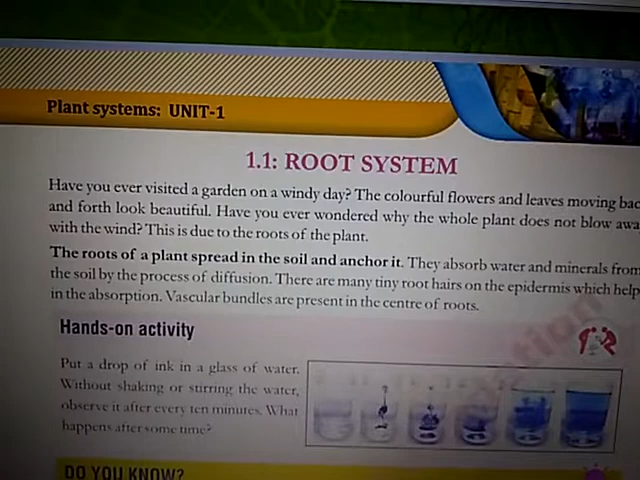 Plant systems: UNIT-1
1.1: ROOT SYSTEM
Have you ever visited a garden on a windy day? The colourful flowers and leaves moving bac
and forth look beautiful. Have you ever wondered why the whole plant does not blow awa
with the wind? This is due to the roots of the plant.
The roots of a plant spread in the soil and anchor it. They absorb water and minerals from
the soil by the process of diffusion. There are many tiny root hairs on the epidermis which help
in the absorption. Vascular bundles are present in the centre of roots.
Hands-on activity
Put a drop of ink in a glass of water.
Without shaking or stirring the water,
observe it after every ten minutes. What
happens after some time?
DO YOU KNOW?